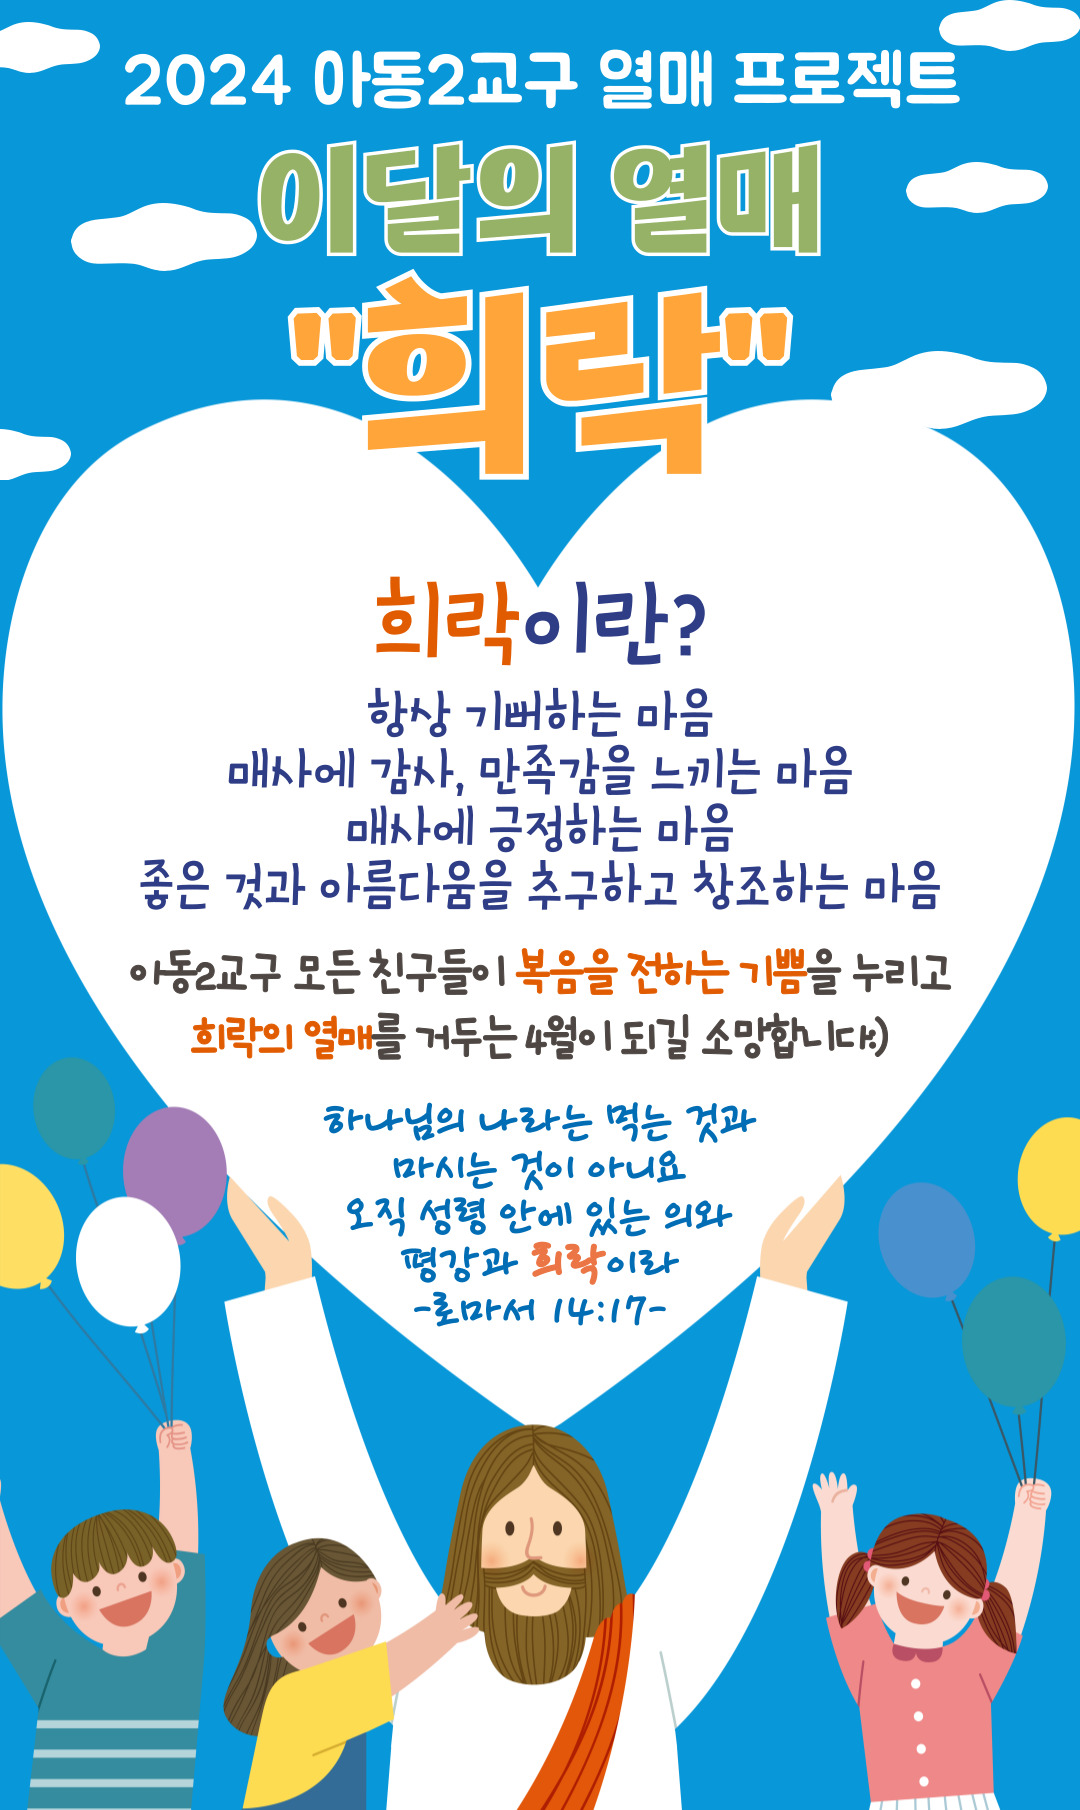 2024 아동2교구 열매 프로젝트
이달의 열매
"희락"
희락이란?
항상 기뻐하는 마음
매사에 감사, 만족감을 느끼는 마음
매사에 긍정하는 마음
좋은 것과 아름다움을 추구하고 창조하는 마음
아동2교구 모든 친구들이 복음을 전하는 기쁨을 누리고
희락의 열매를 거두는 4월이 되길 소망합니다:)
하나님의 나라는 먹는 것과
마시는 것이 아니요
오직 성령 안에 있는 의와
평강과 희락이라
-로마서 14:17-